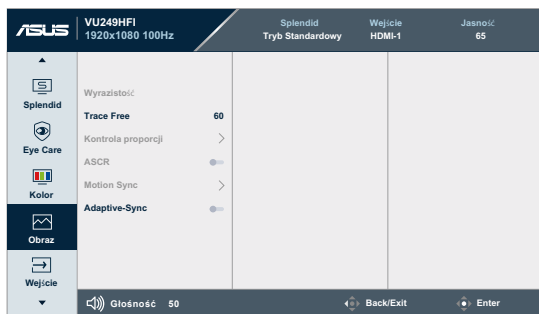 ASUS
VU249HFI
1920x1080 100Hz
Splendid
Tryb Standardowy
Wejście
HDMI-1
Jasność
65
Splendid
Eye Care
Kolor
Obraz
Wejście
Wyrazistość
Trace Free 60
Kontrola proporcji
ASCR
Motion Sync
Adaptive-Sync
Głośność 50
Back/Exit
Enter